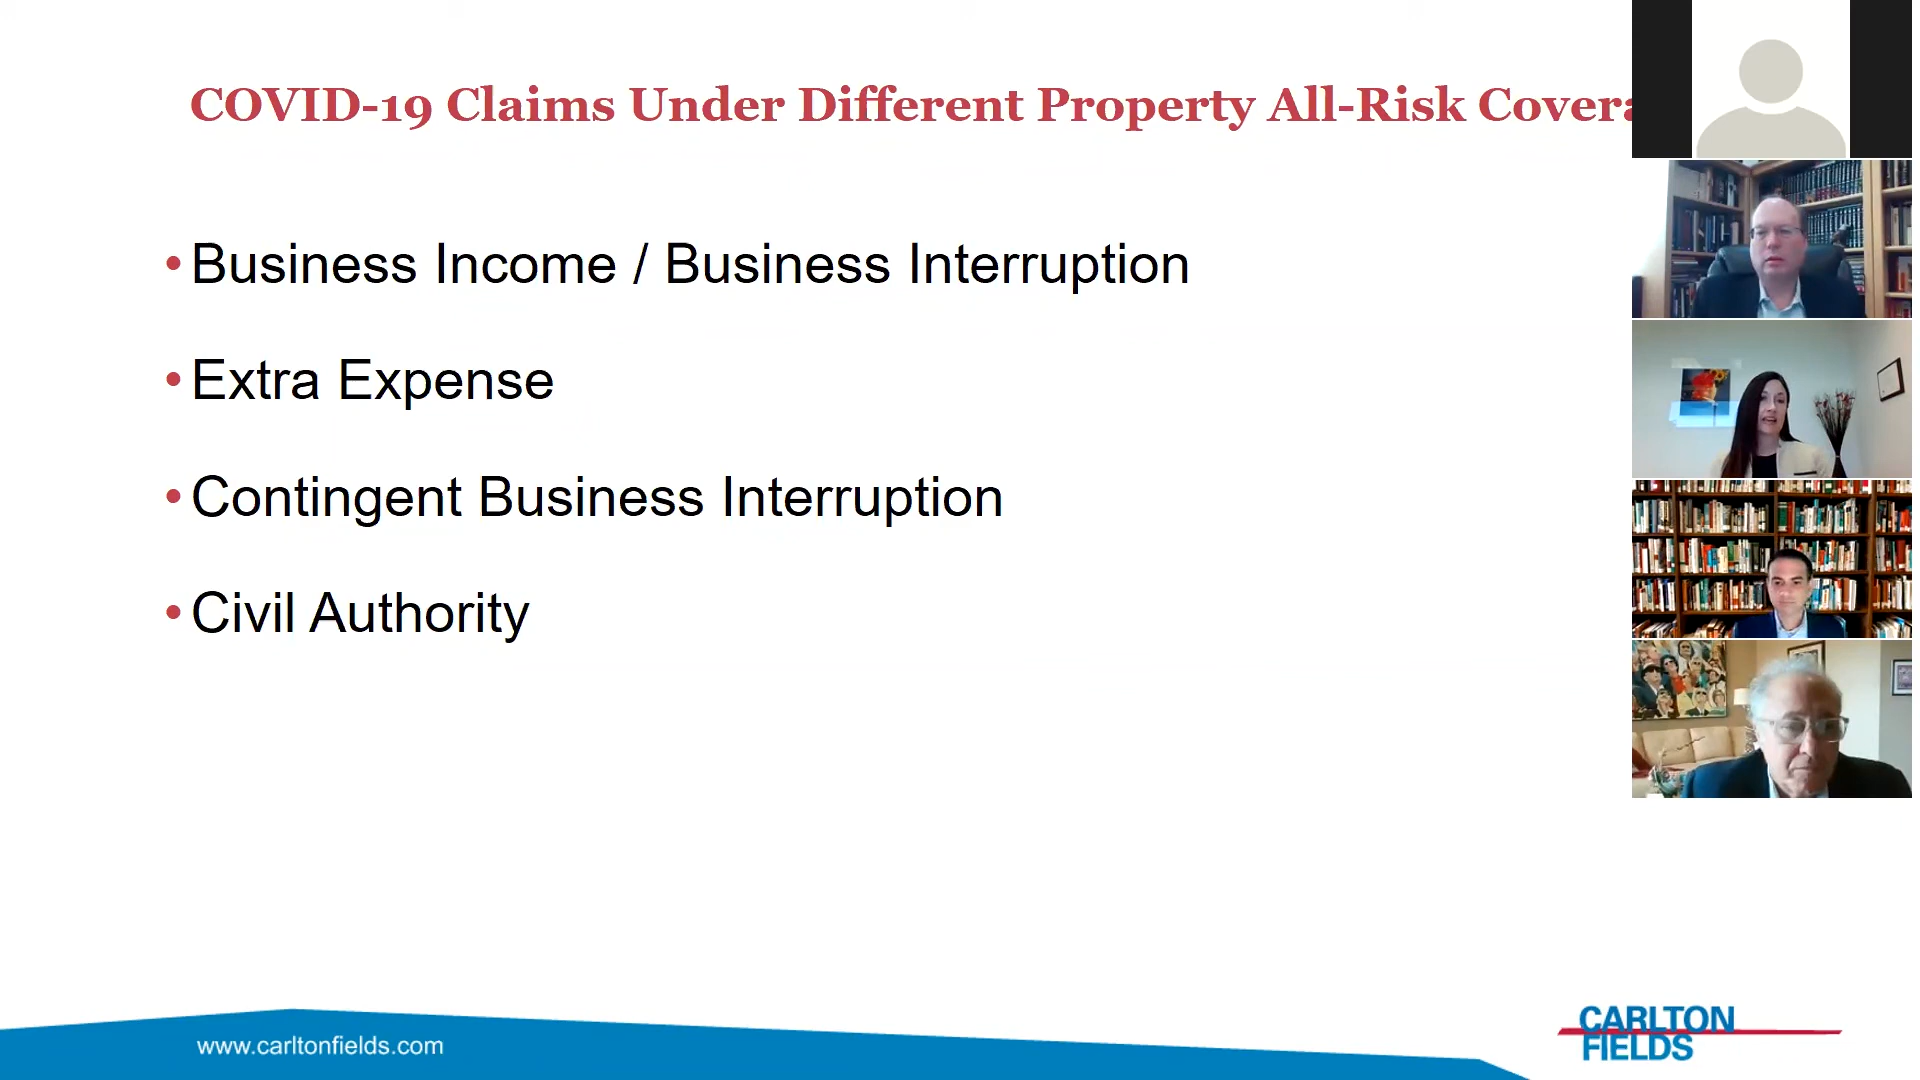 COVID-19 Claims Under Different Property All-Risk
Business Income / Business Interruption
Extra Expense
Contingent Business Interruption
Civil Authority
www.carltonfields.com
CARLTON
FIELDS